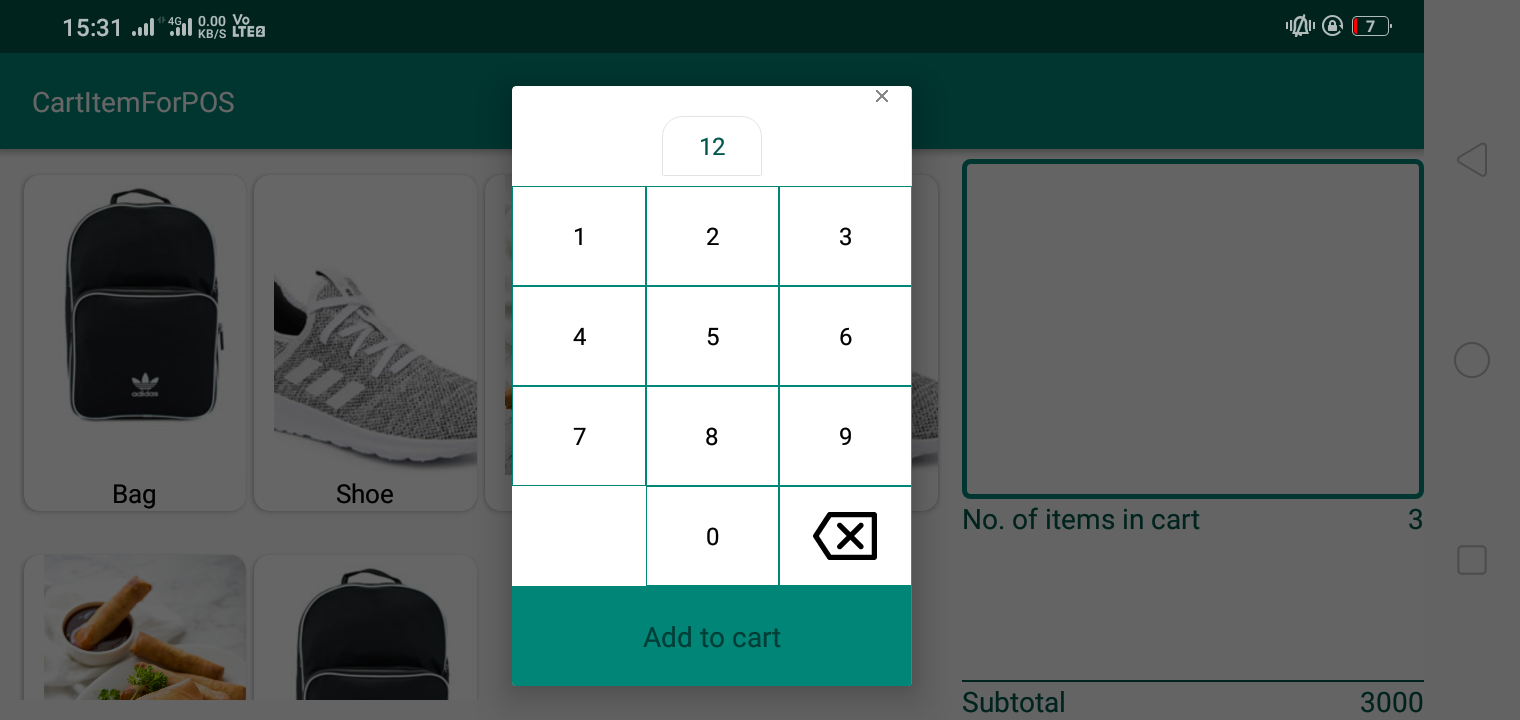 15:31 4G 0.00 KB/S Vo LTE2 7
CartItemForPOS
12
1 2 3
4 5 6
7 8 9
0
Add to cart
adidas
Bag
Shoe
No. of items in cart 3
Subtotal 3000